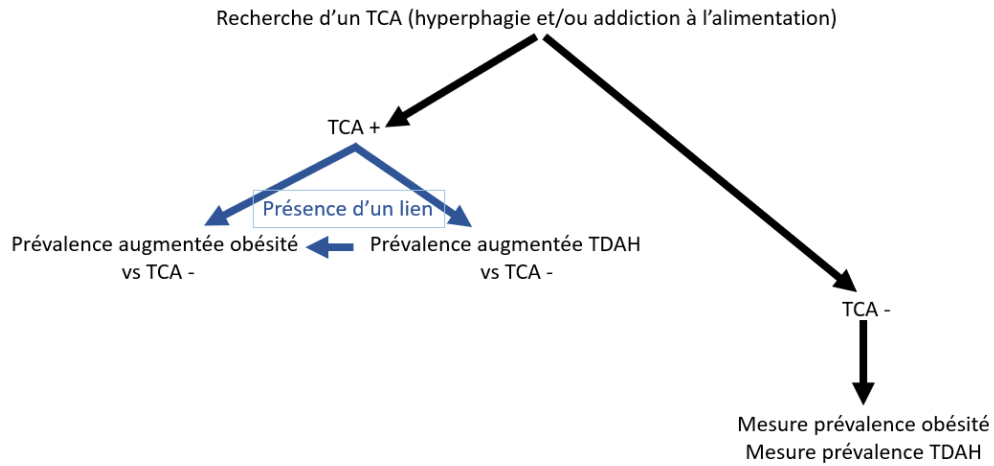 Recherche d’un TCA (hyperphagie et/ou addiction à l’alimentation)
TCA +
Présence d’un lien
Prévalence augmentée obésité
vs TCA -
Prévalence augmentée TDAH
vs TCA -
TCA -
Mesure prévalence obésité
Mesure prévalence TDAH